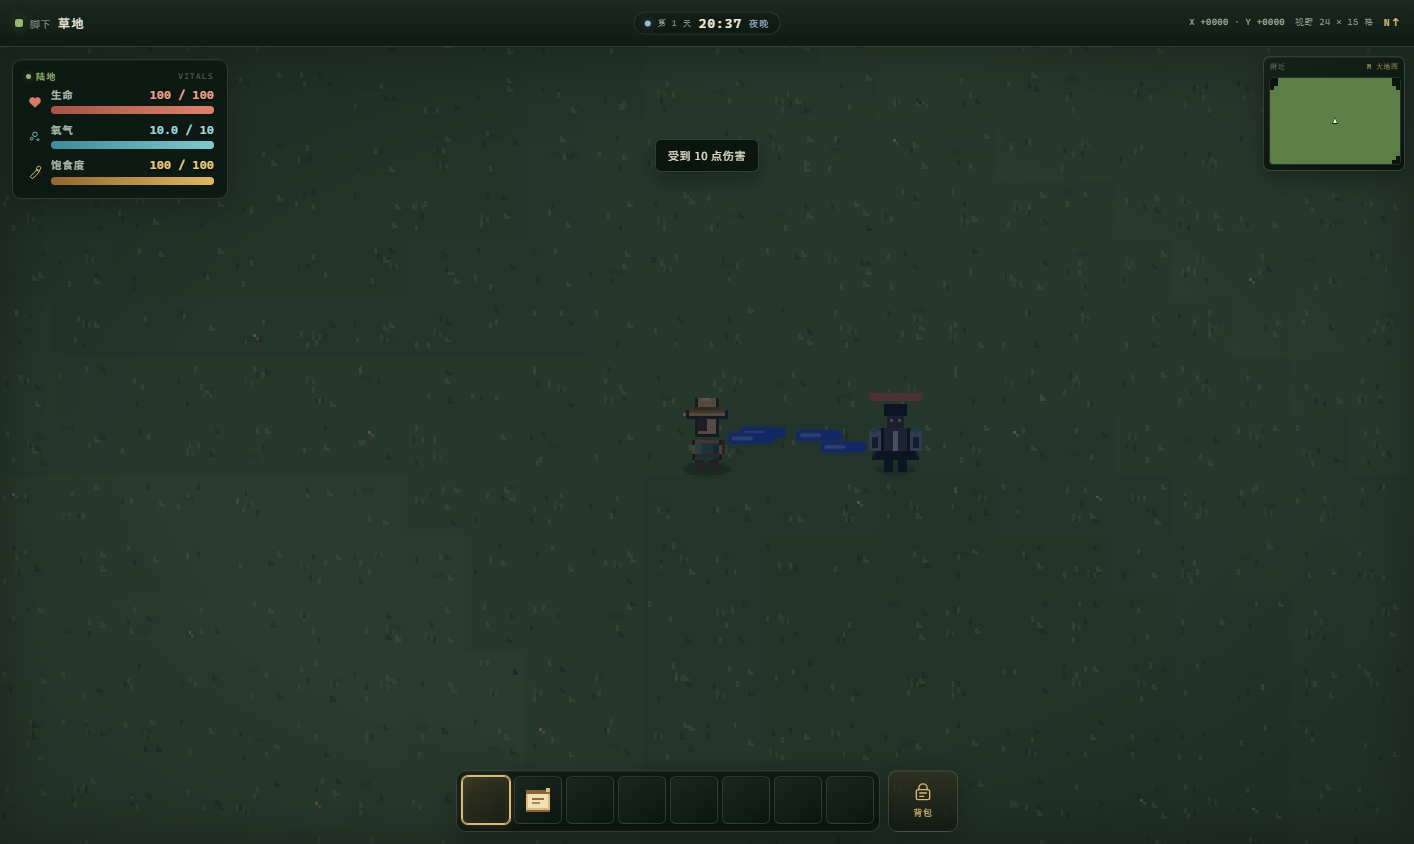 脚下 草地
第 1 天 20:37 夜晚
X +0000 · Y +0000 视野 24 × 15 格 N↑
陆地 VITALS
生命 100 / 100
氧气 10.0 / 10
饱食度 100 / 100
附近 M 大地图
受到 10 点伤害
背包